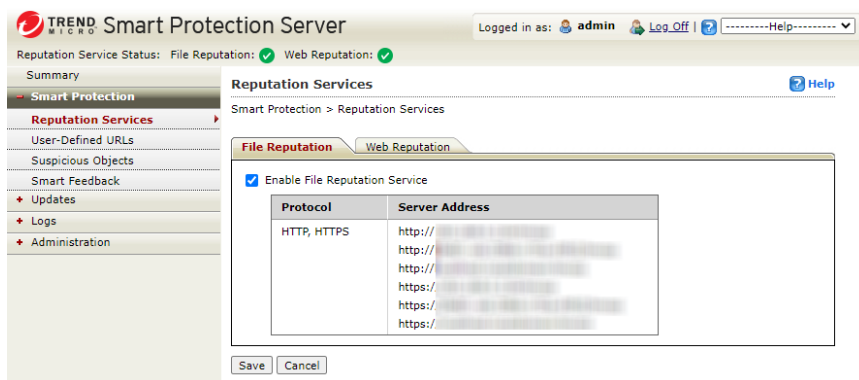 TREND MICRO Smart Protection Server
Logged in as: admin Log Off | ? ---------Help---------
Reputation Service Status: File Reputation: Web Reputation:
Summary
Smart Protection
Reputation Services
User-Defined URLs
Suspicious Objects
Smart Feedback
+ Updates
+ Logs
+ Administration
Reputation Services
? Help
Smart Protection > Reputation Services
File Reputation
Web Reputation
Enable File Reputation Service
Protocol Server Address
HTTP, HTTPS http://
http://
http://
https:/
https:/
https:/
Save Cancel